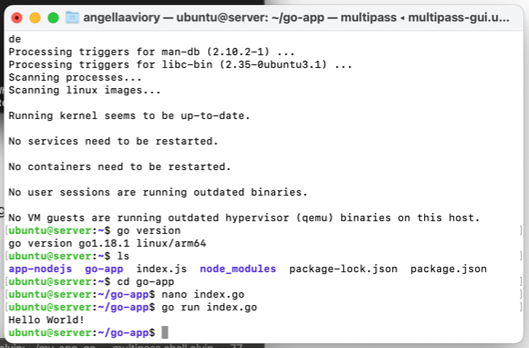 angellaaviory — ubuntu@server: ~/go-app — multipass ◂ multipass-gui.u...
de
Processing triggers for man-db (2.10.2-1) ...
Processing triggers for libc-bin (2.35-0ubuntu3.1) ...
Scanning processes...
Scanning linux images...
Running kernel seems to be up-to-date.
No services need to be restarted.
No containers need to be restarted.
No user sessions are running outdated binaries.
No VM guests are running outdated hypervisor (qemu) binaries on this host.
[ubuntu@server:~$ go version ]
go version go1.18.1 linux/arm64
[ubuntu@server:~$ ls ]
app-nodejs go-app index.js node_modules package-lock.json package.json
[ubuntu@server:~$ cd go-app ]
[ubuntu@server:~/go-app$ nano index.go ]
[ubuntu@server:~/go-app$ go run index.go ]
Hello World!
ubuntu@server:~/go-app$